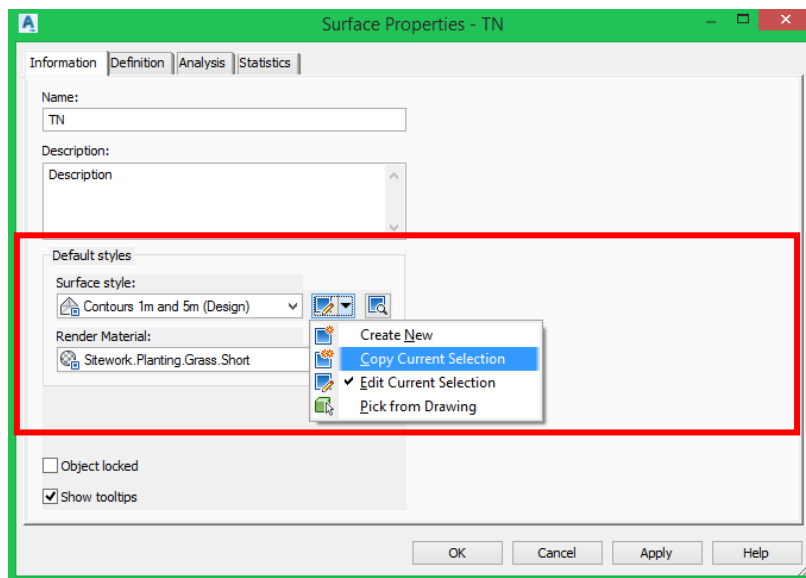 Surface Properties - TN
Information Definition Analysis Statistics
Name:
TN
Description:
Description
Default styles
Surface style:
Contours 1m and 5m (Design)
Render Material:
Sitework.Planting.Grass.Short
Create New
Copy Current Selection
Edit Current Selection
Pick from Drawing
Object locked
Show tooltips
OK Cancel Apply Help